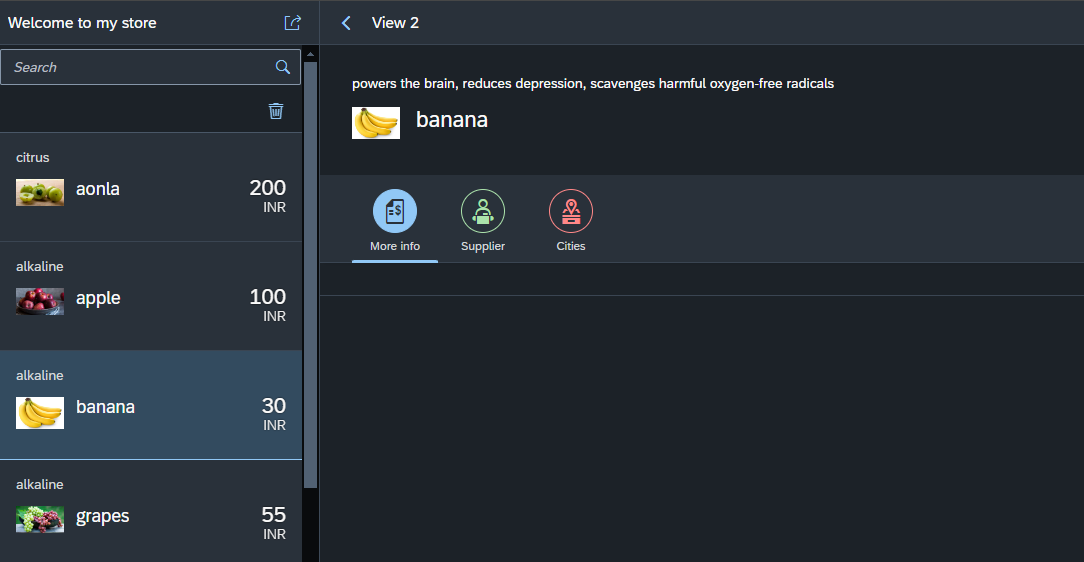 Welcome to my store
Search
citrus
aonla
200
INR
alkaline
apple
100
INR
alkaline
banana
30
INR
alkaline
grapes
55
INR
View 2
powers the brain, reduces depression, scavenges harmful oxygen-free radicals
banana
More info
Supplier
Cities